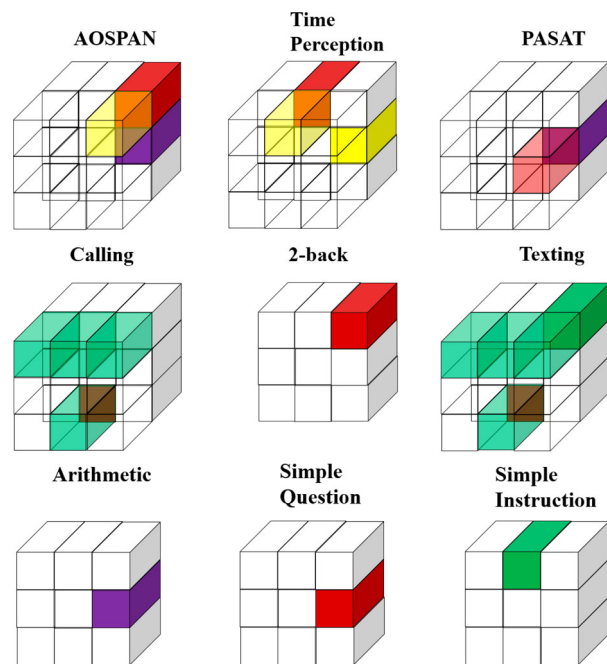 AOSPAN
Time
Perception
PASAT
Calling
2-back
Texting
Arithmetic
Simple
Question
Simple
Instruction